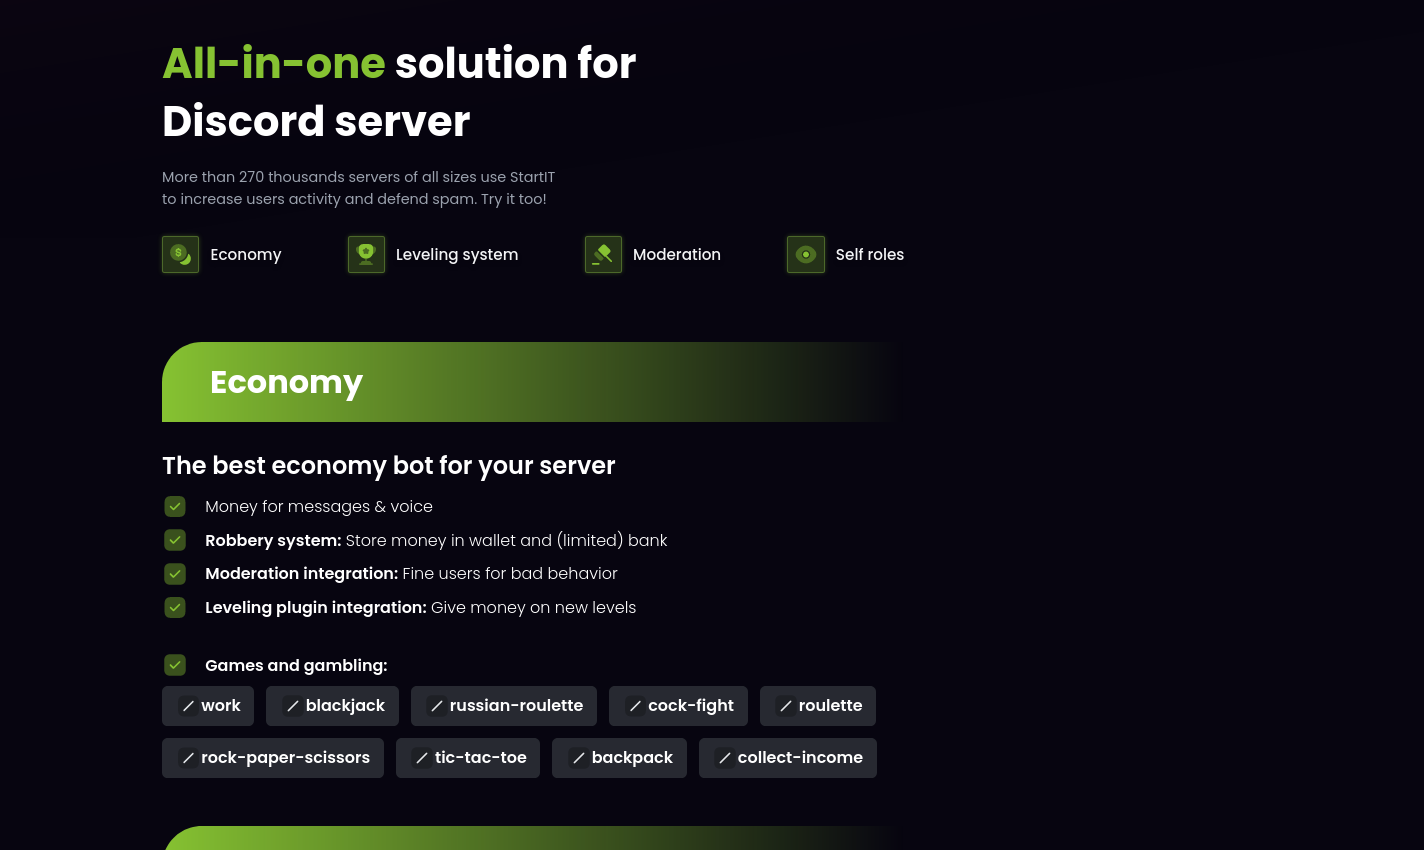 All-in-one solution for
Discord server
More than 270 thousands servers of all sizes use StartIT
to increase users activity and defend spam. Try it too!
Economy Leveling system Moderation Self roles
Economy
The best economy bot for your server
Money for messages & voice
Robbery system: Store money in wallet and (limited) bank
Moderation integration: Fine users for bad behavior
Leveling plugin integration: Give money on new levels
Games and gambling:
/ work / blackjack / russian-roulette / cock-fight / roulette
/ rock-paper-scissors / tic-tac-toe / backpack / collect-income